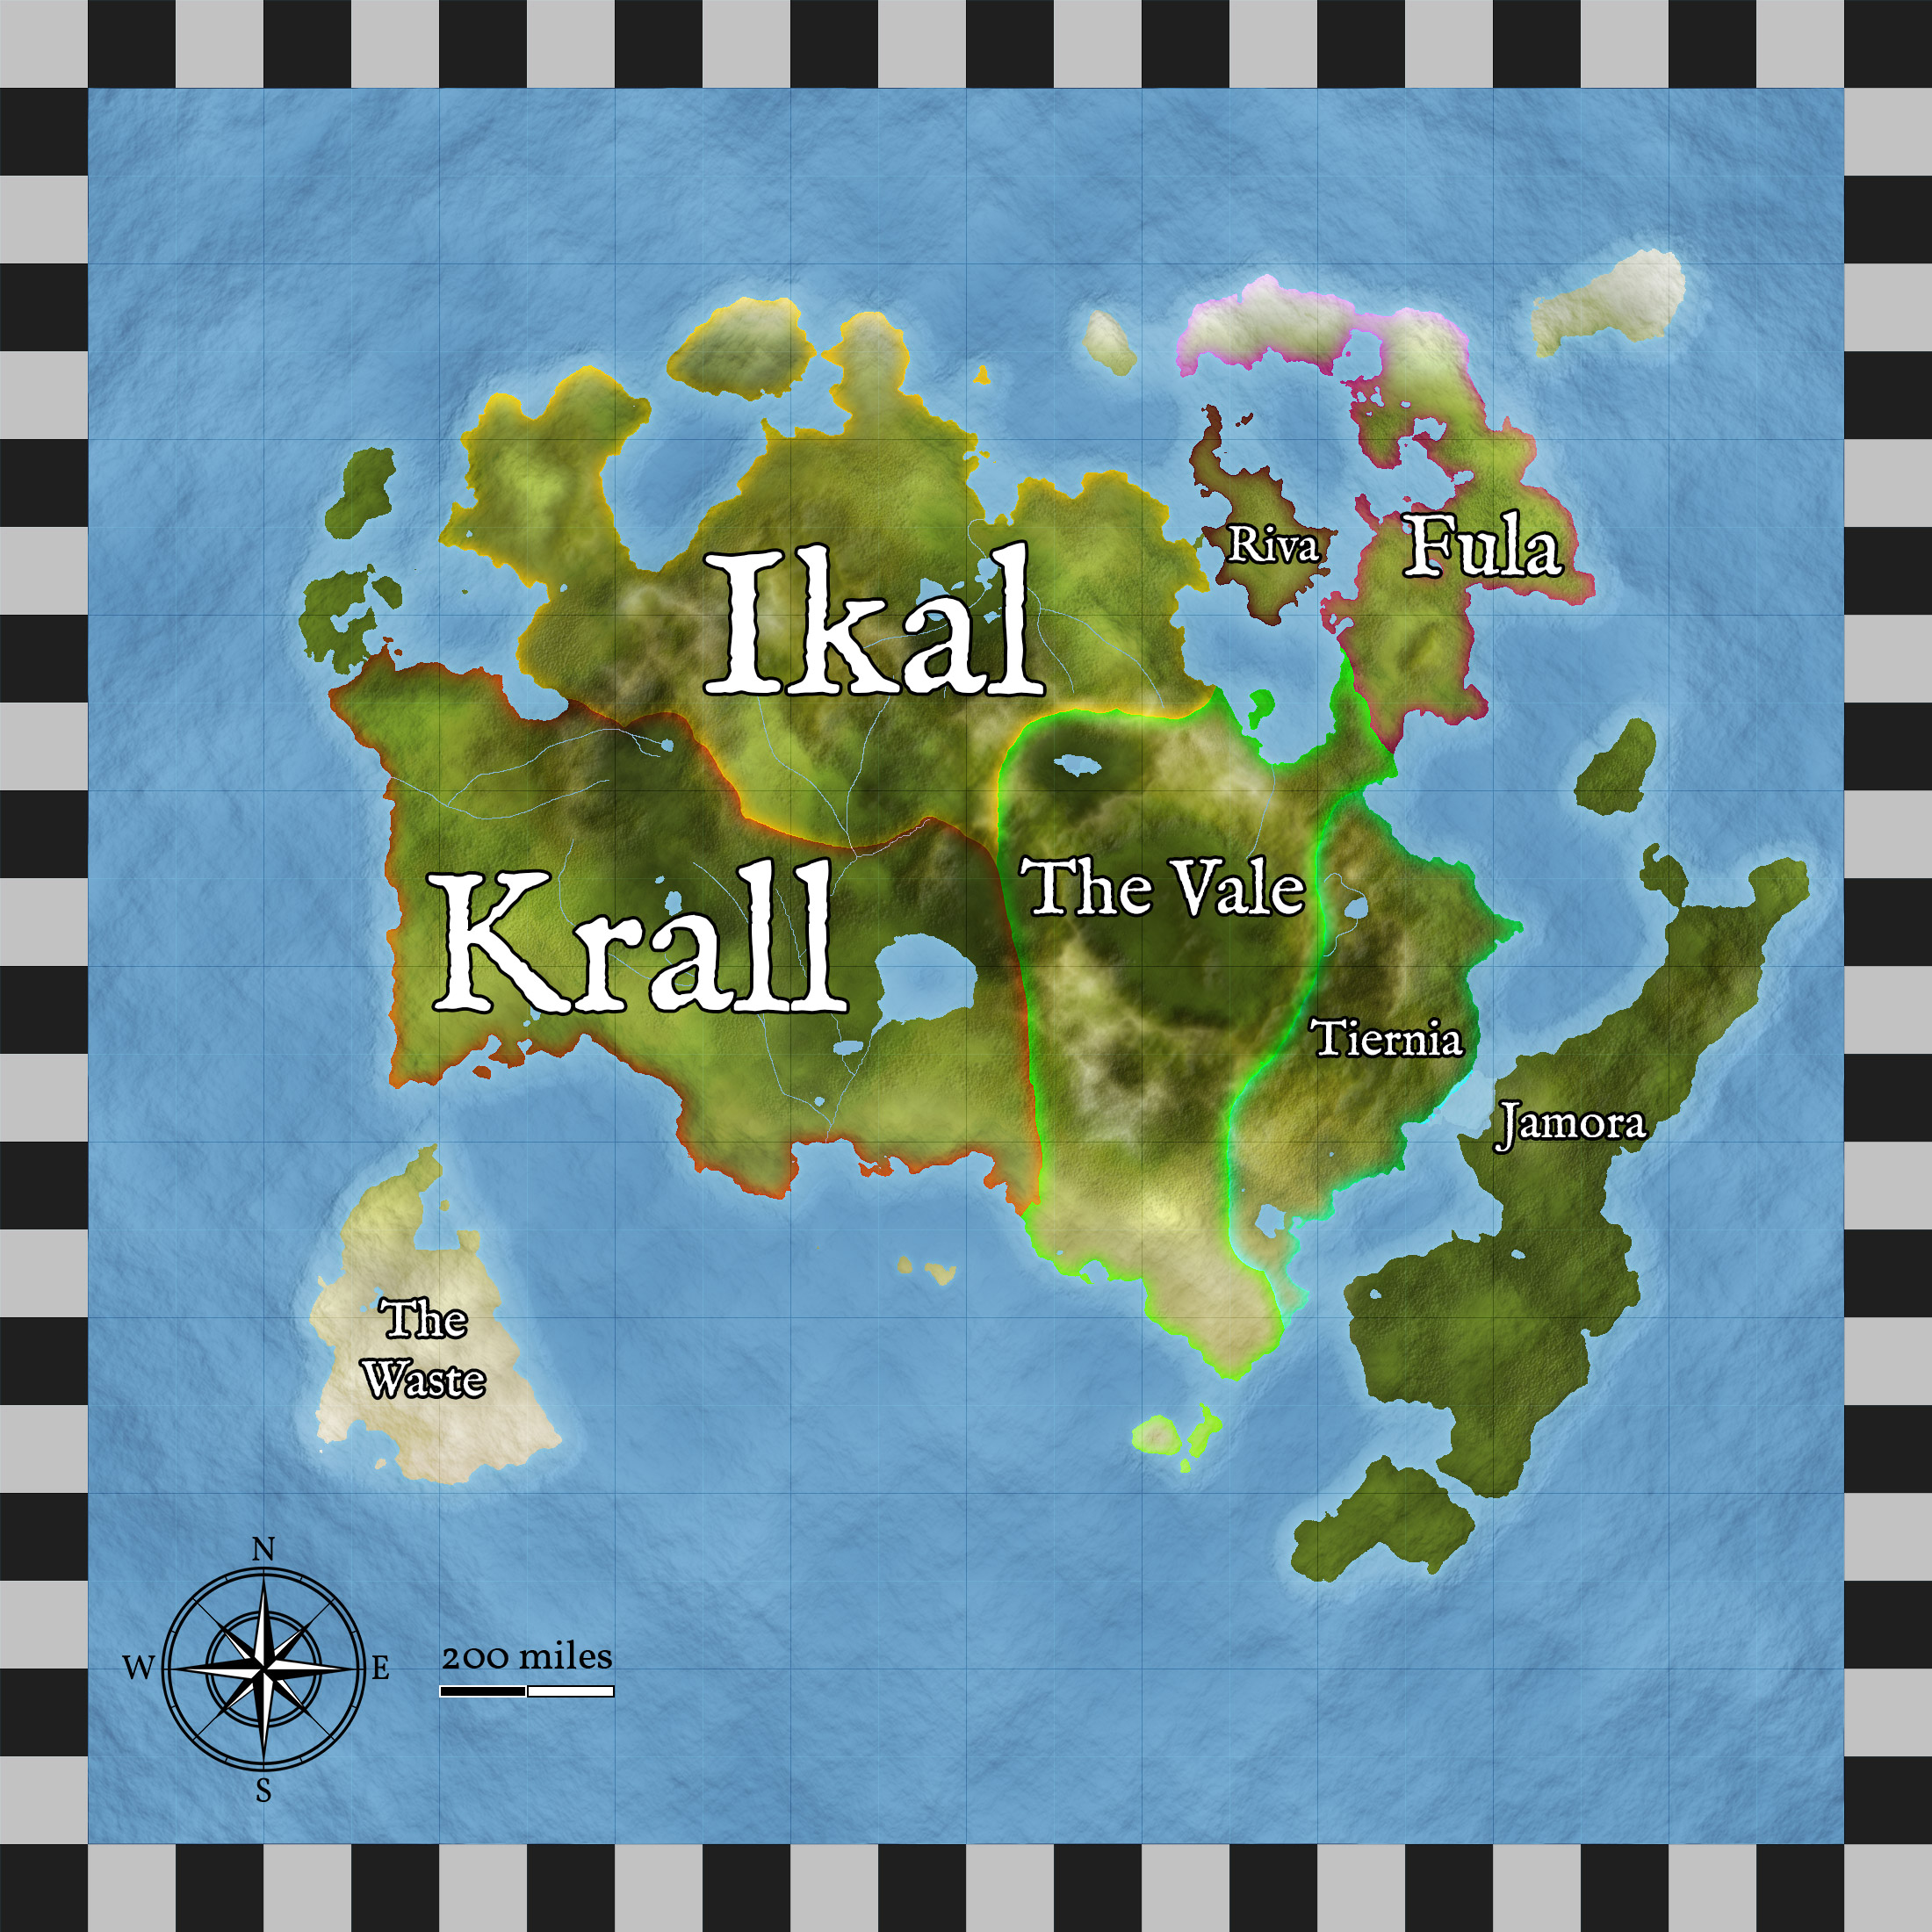 Ikal
Riva
Fula
Krall
The Vale
Tiernia
Jamora
The
Waste
N
W
E
S
200 miles